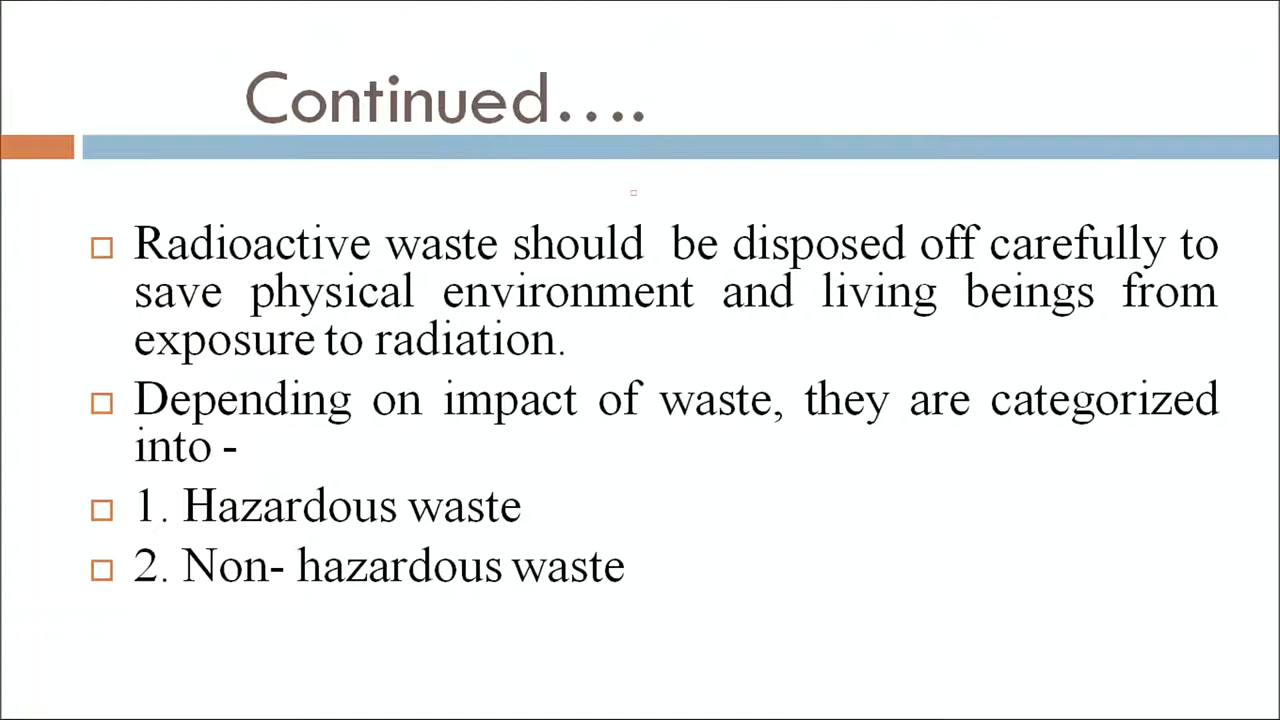 Continued….
Radioactive waste should be disposed off carefully to
save physical environment and living beings from
exposure to radiation.
Depending on impact of waste, they are categorized
into -
1. Hazardous waste
2. Non- hazardous waste